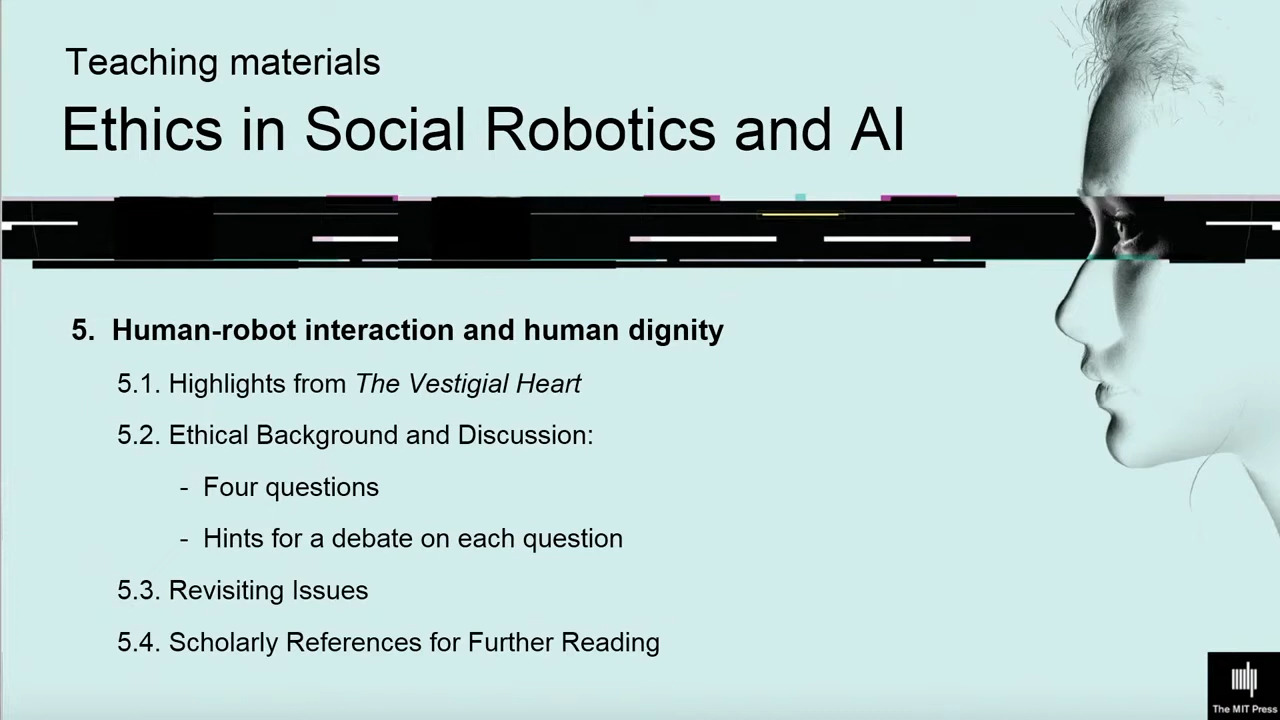 Teaching materials
Ethics in Social Robotics and AI
5. Human-robot interaction and human dignity
5.1. Highlights from The Vestigial Heart
5.2. Ethical Background and Discussion:
- Four questions
- Hints for a debate on each question
5.3. Revisiting Issues
5.4. Scholarly References for Further Reading
The MIT Press